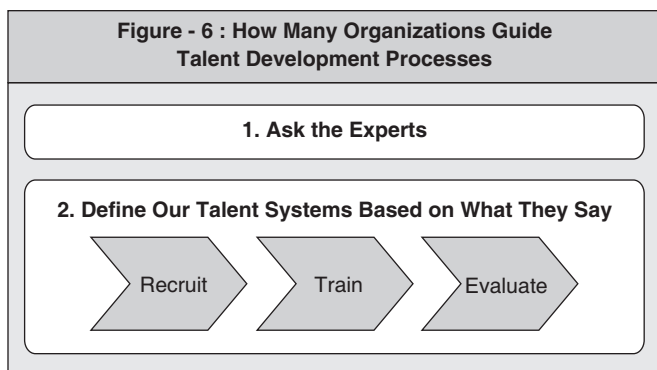 Figure - 6 : How Many Organizations Guide
Talent Development Processes
1. Ask the Experts
2. Define Our Talent Systems Based on What They Say
Recruit
Train
Evaluate